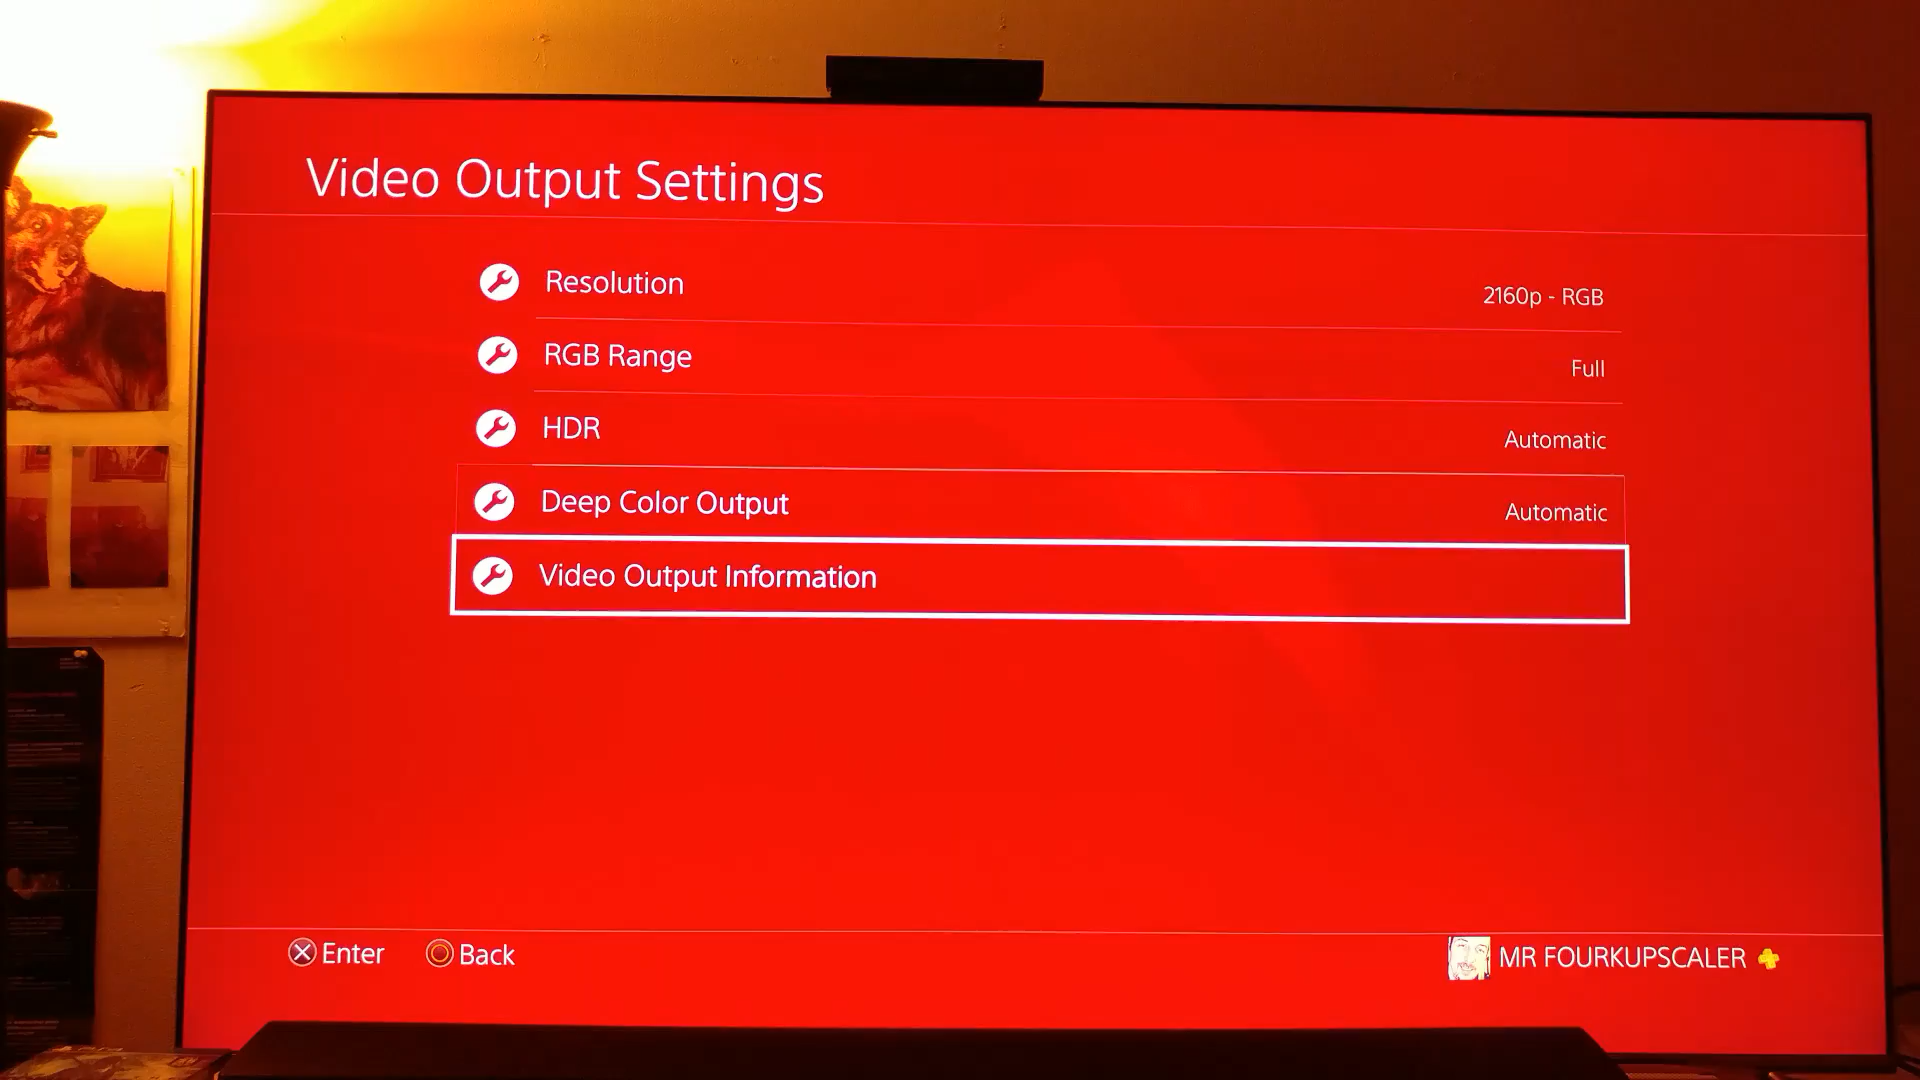 Video Output Settings
Resolution 2160p - RGB
RGB Range Full
HDR Automatic
Deep Color Output Automatic
Video Output Information
Enter Back MR FOURKUPSCALER